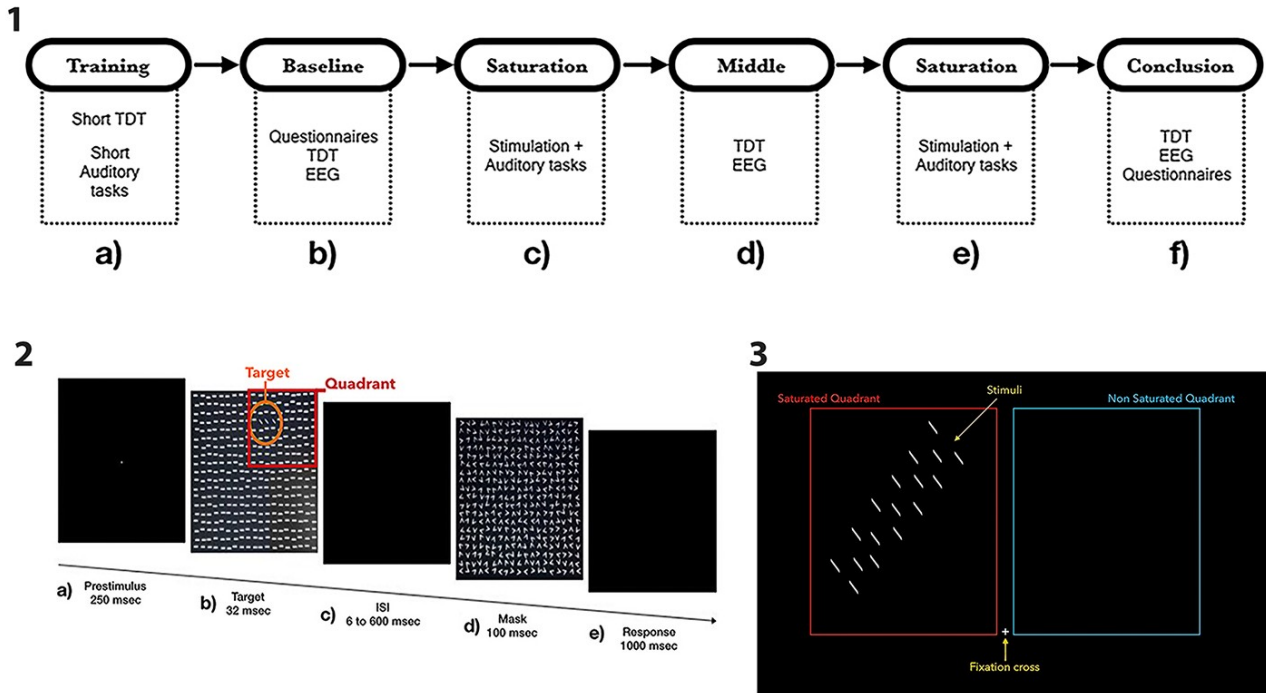 1
Training
Baseline
Saturation
Middle
Saturation
Conclusion
Short TDT
Short
Auditory
tasks
Questionnaires
TDT
EEG
Stimulation +
Auditory tasks
TDT
EEG
Stimulation +
Auditory tasks
TDT
EEG
Questionnaires
a)
b)
c)
d)
e)
f)
2
Target
Quadrant
a) Prestimulus
250 msec
b) Target
32 msec
c) ISI
6 to 600 msec
d) Mask
100 msec
e) Response
1000 msec
3
Stimuli
Saturated Quadrant
Non Saturated Quadrant
Fixation cross